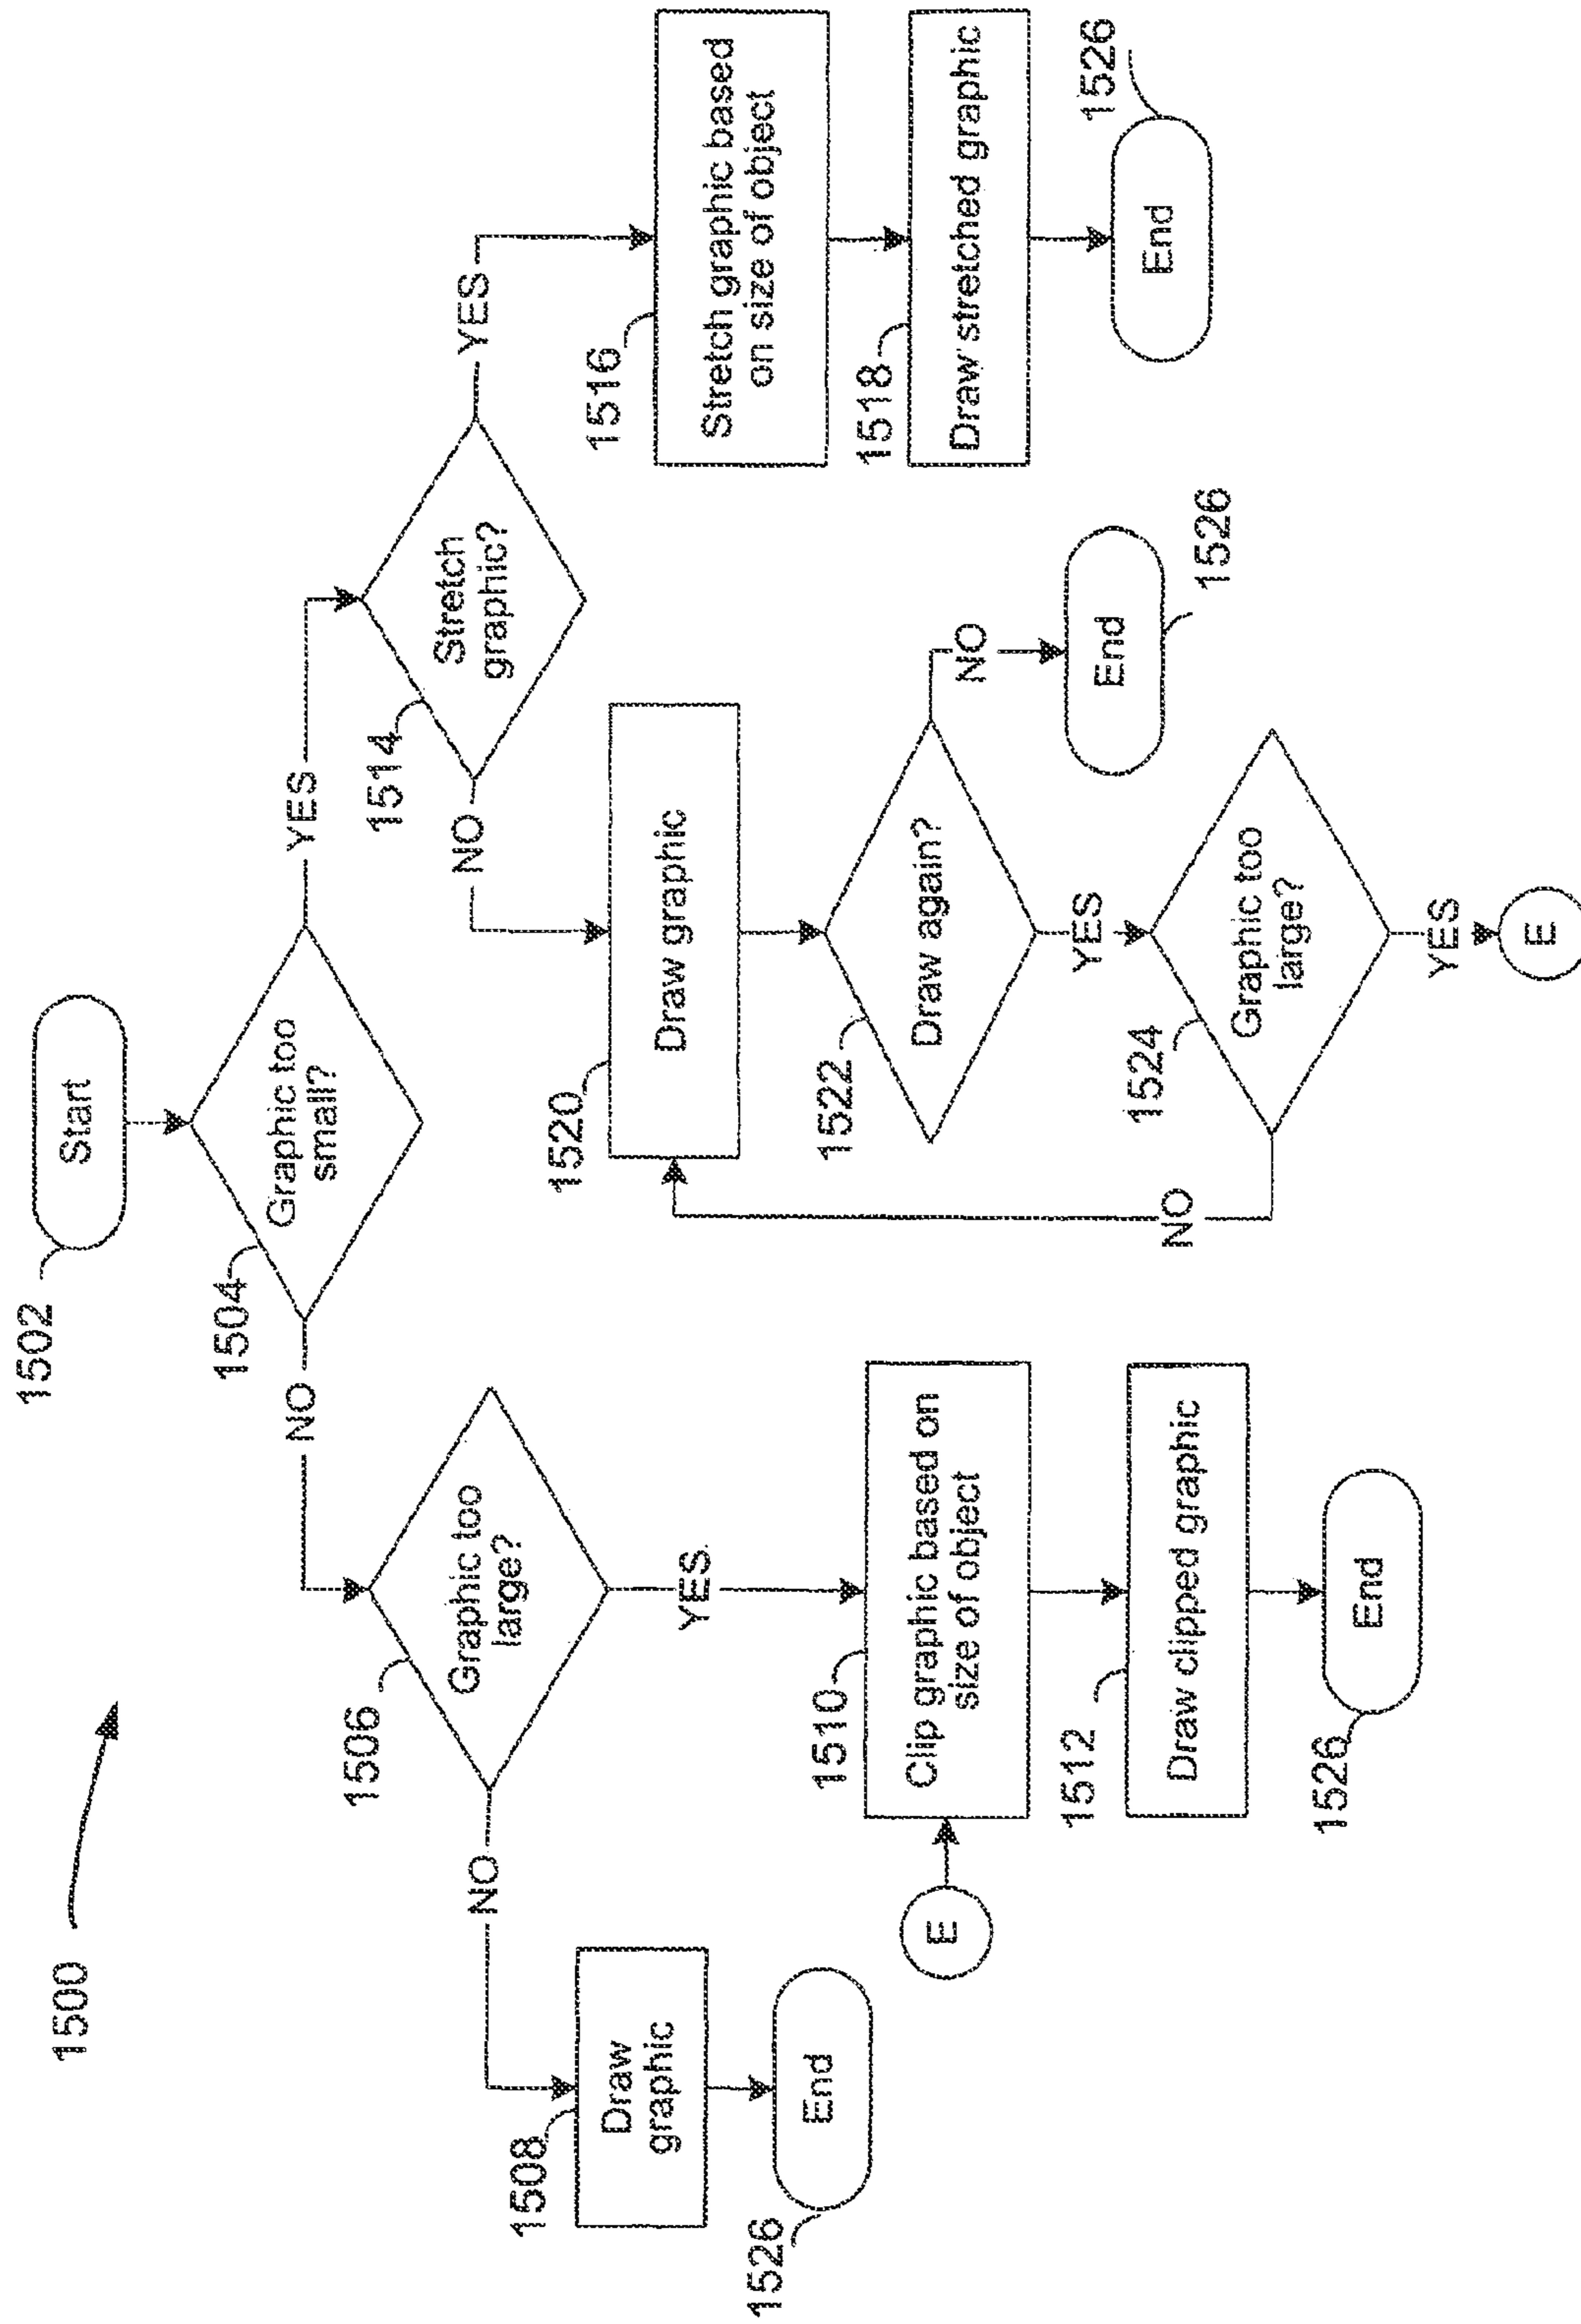 1500
1502
Start
1504
Graphic too
small?
NO
YES
1506
Graphic too
large?
NO
YES
1508
Draw
graphic
1526
End
E
1510
Clip graphic based on
size of object
1512
Draw clipped graphic
1526
End
1514
Stretch
graphic?
NO
YES
1520
Draw graphic
1522
Draw again?
NO
End
1526
YES
1524
Graphic too
large?
NO
YES
E
1516
Stretch graphic based
on size of object
1518
Draw stretched graphic
End
1526